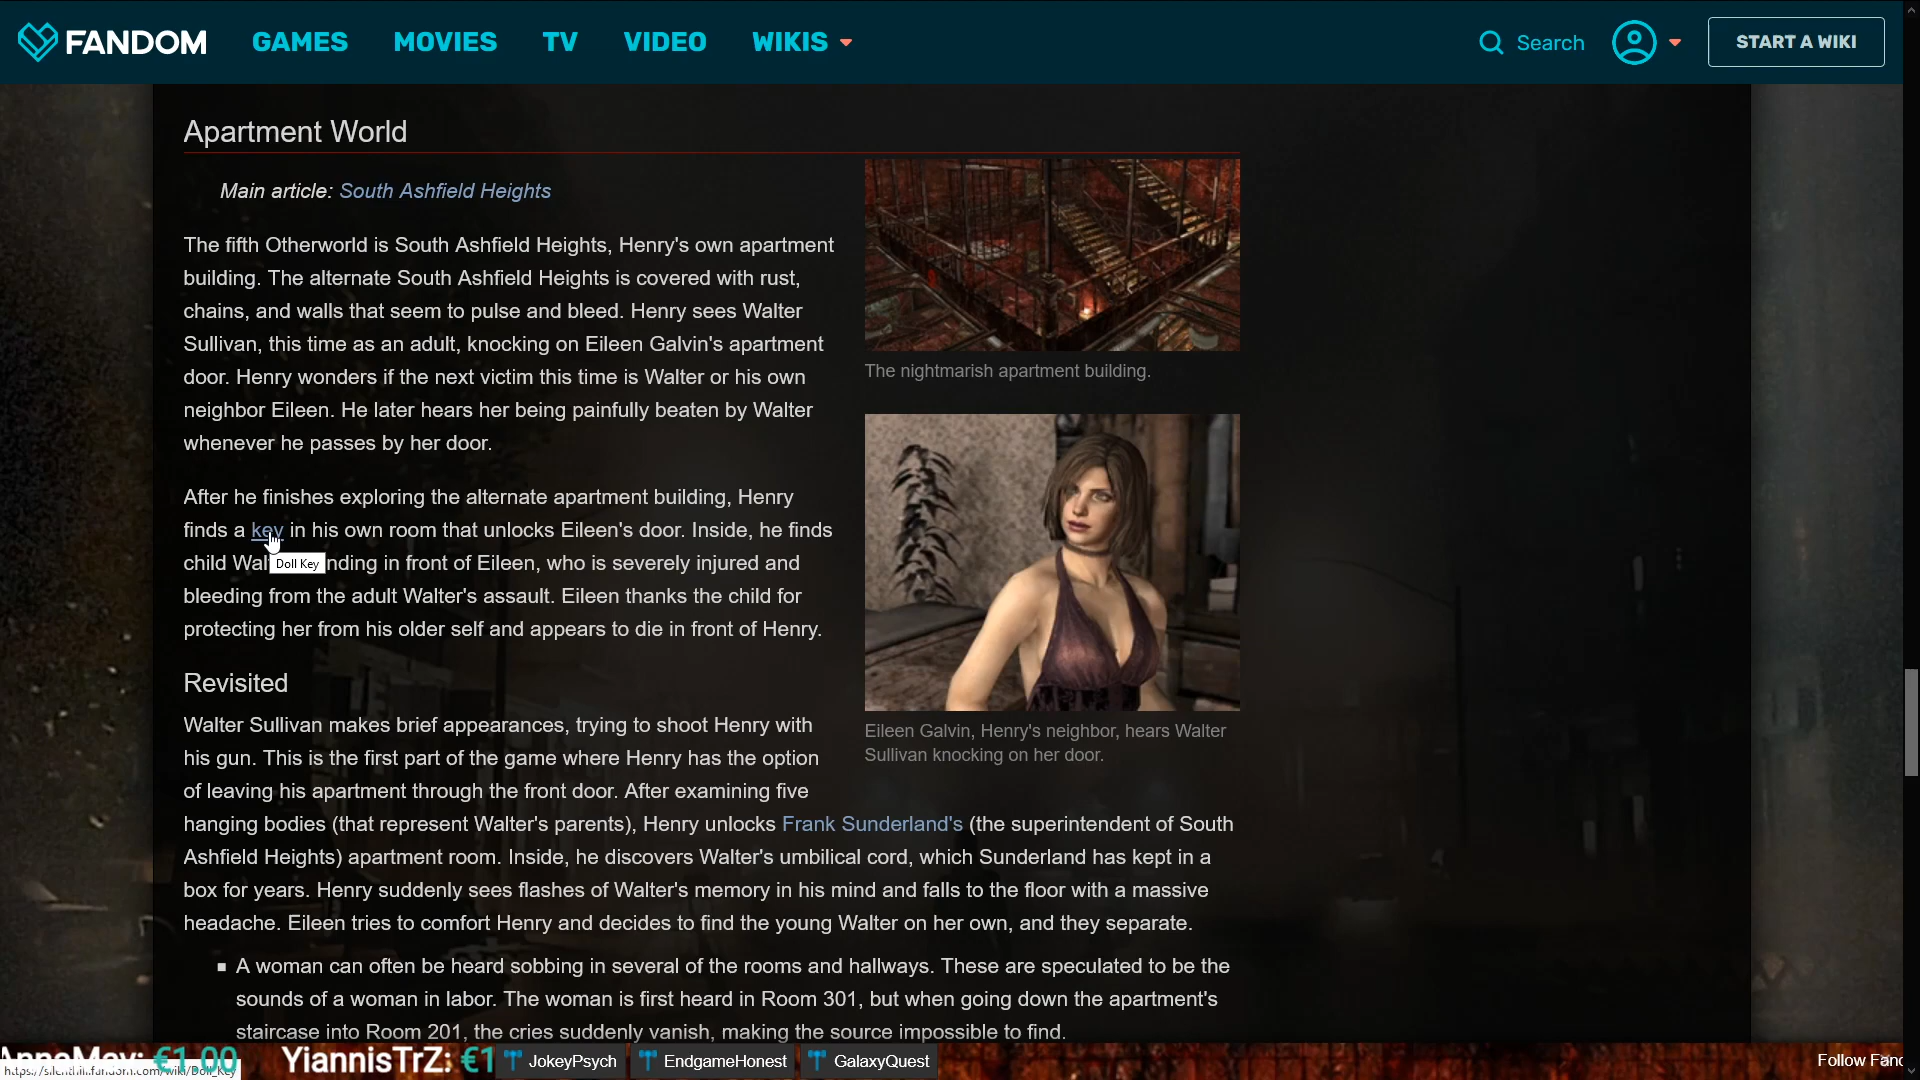 FANDOM GAMES MOVIES TV VIDEO WIKIS Search START A WIKI
Apartment World
Main article: South Ashfield Heights
The fifth Otherworld is South Ashfield Heights, Henry's own apartment
building. The alternate South Ashfield Heights is covered with rust,
chains, and walls that seem to pulse and bleed. Henry sees Walter
Sullivan, this time as an adult, knocking on Eileen Galvin's apartment
door. Henry wonders if the next victim this time is Walter or his own
neighbor Eileen. He later hears her being painfully beaten by Walter
whenever he passes by her door.
The nightmarish apartment building.
After he finishes exploring the alternate apartment building, Henry
finds a key in his own room that unlocks Eileen's door. Inside, he finds
child Wal nding in front of Eileen, who is severely injured and
Doll Key
bleeding from the adult Walter's assault. Eileen thanks the child for
protecting her from his older self and appears to die in front of Henry.
Eileen Galvin, Henry's neighbor, hears Walter
Sullivan knocking on her door.
Revisited
Walter Sullivan makes brief appearances, trying to shoot Henry with
his gun. This is the first part of the game where Henry has the option
of leaving his apartment through the front door. After examining five
hanging bodies (that represent Walter's parents), Henry unlocks Frank Sunderland's (the superintendent of South
Ashfield Heights) apartment room. Inside, he discovers Walter's umbilical cord, which Sunderland has kept in a
box for years. Henry suddenly sees flashes of Walter's memory in his mind and falls to the floor with a massive
headache. Eileen tries to comfort Henry and decides to find the young Walter on her own, and they separate.
■ A woman can often be heard sobbing in several of the rooms and hallways. These are speculated to be the
sounds of a woman in labor. The woman is first heard in Room 301, but when going down the apartment's
staircase into Room 201, the cries suddenly vanish, making the source impossible to find.
€1.00 YiannisTrZ: €1 JokeyPsych EndgameHonest GalaxyQuest Follow Fand